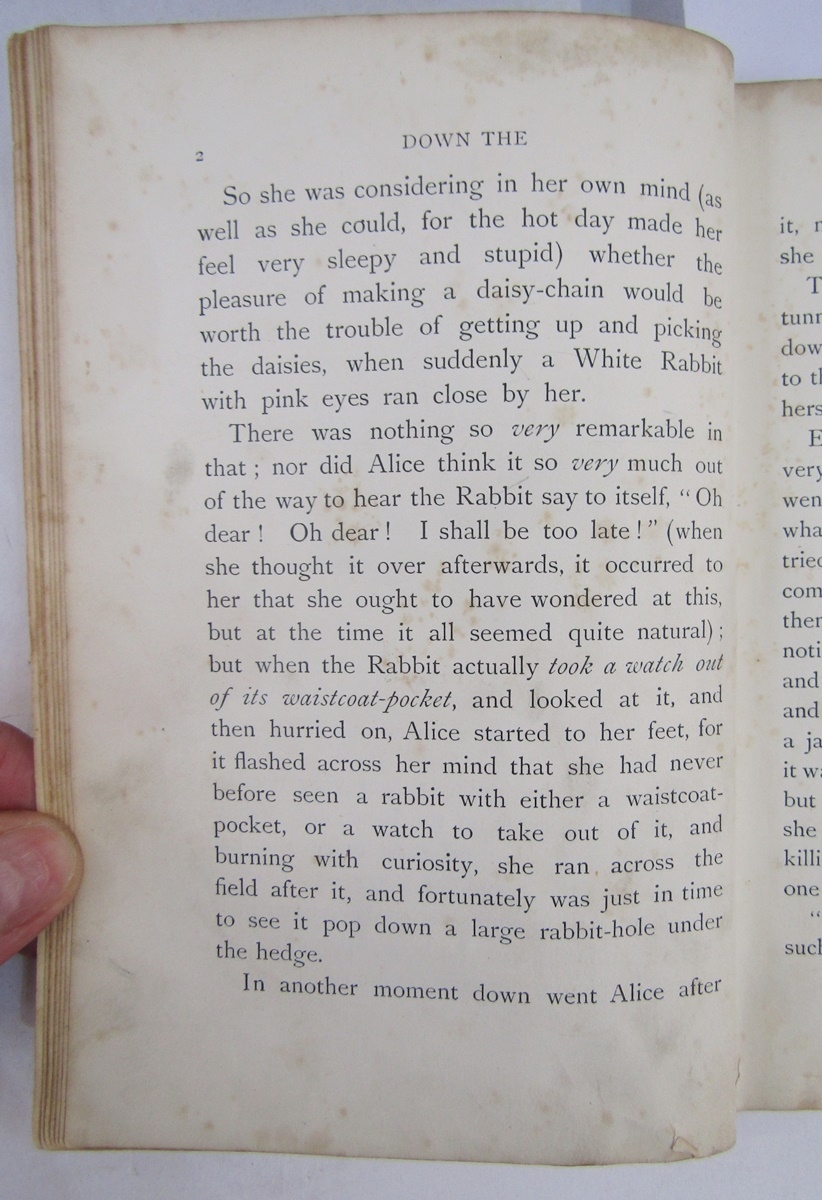 2
DOWN THE
So she was considering in her own mind (as
well as she could, for the hot day made her
feel very sleepy and stupid) whether the
pleasure of making a daisy-chain would be
worth the trouble of getting up and picking
the daisies, when suddenly a White Rabbit
with pink eyes ran close by her.
There was nothing so very remarkable in
that ; nor did Alice think it so very much out
of the way to hear the Rabbit say to itself, “ Oh
dear ! Oh dear ! I shall be too late ! ” (when
she thought it over afterwards, it occurred to
her that she ought to have wondered at this,
but at the time it all seemed quite natural) ;
but when the Rabbit actually took a watch out
of its waistcoat-pocket, and looked at it, and
then hurried on, Alice started to her feet, for
it flashed across her mind that she had never
before seen a rabbit with either a waistcoat-
pocket, or a watch to take out of it, and
burning with curiosity, she ran across the
field after it, and fortunately was just in time
to see it pop down a large rabbit-hole under
the hedge.
In another moment down went Alice after
it,
she
to
very
and
and
a
it
but
she
one
“